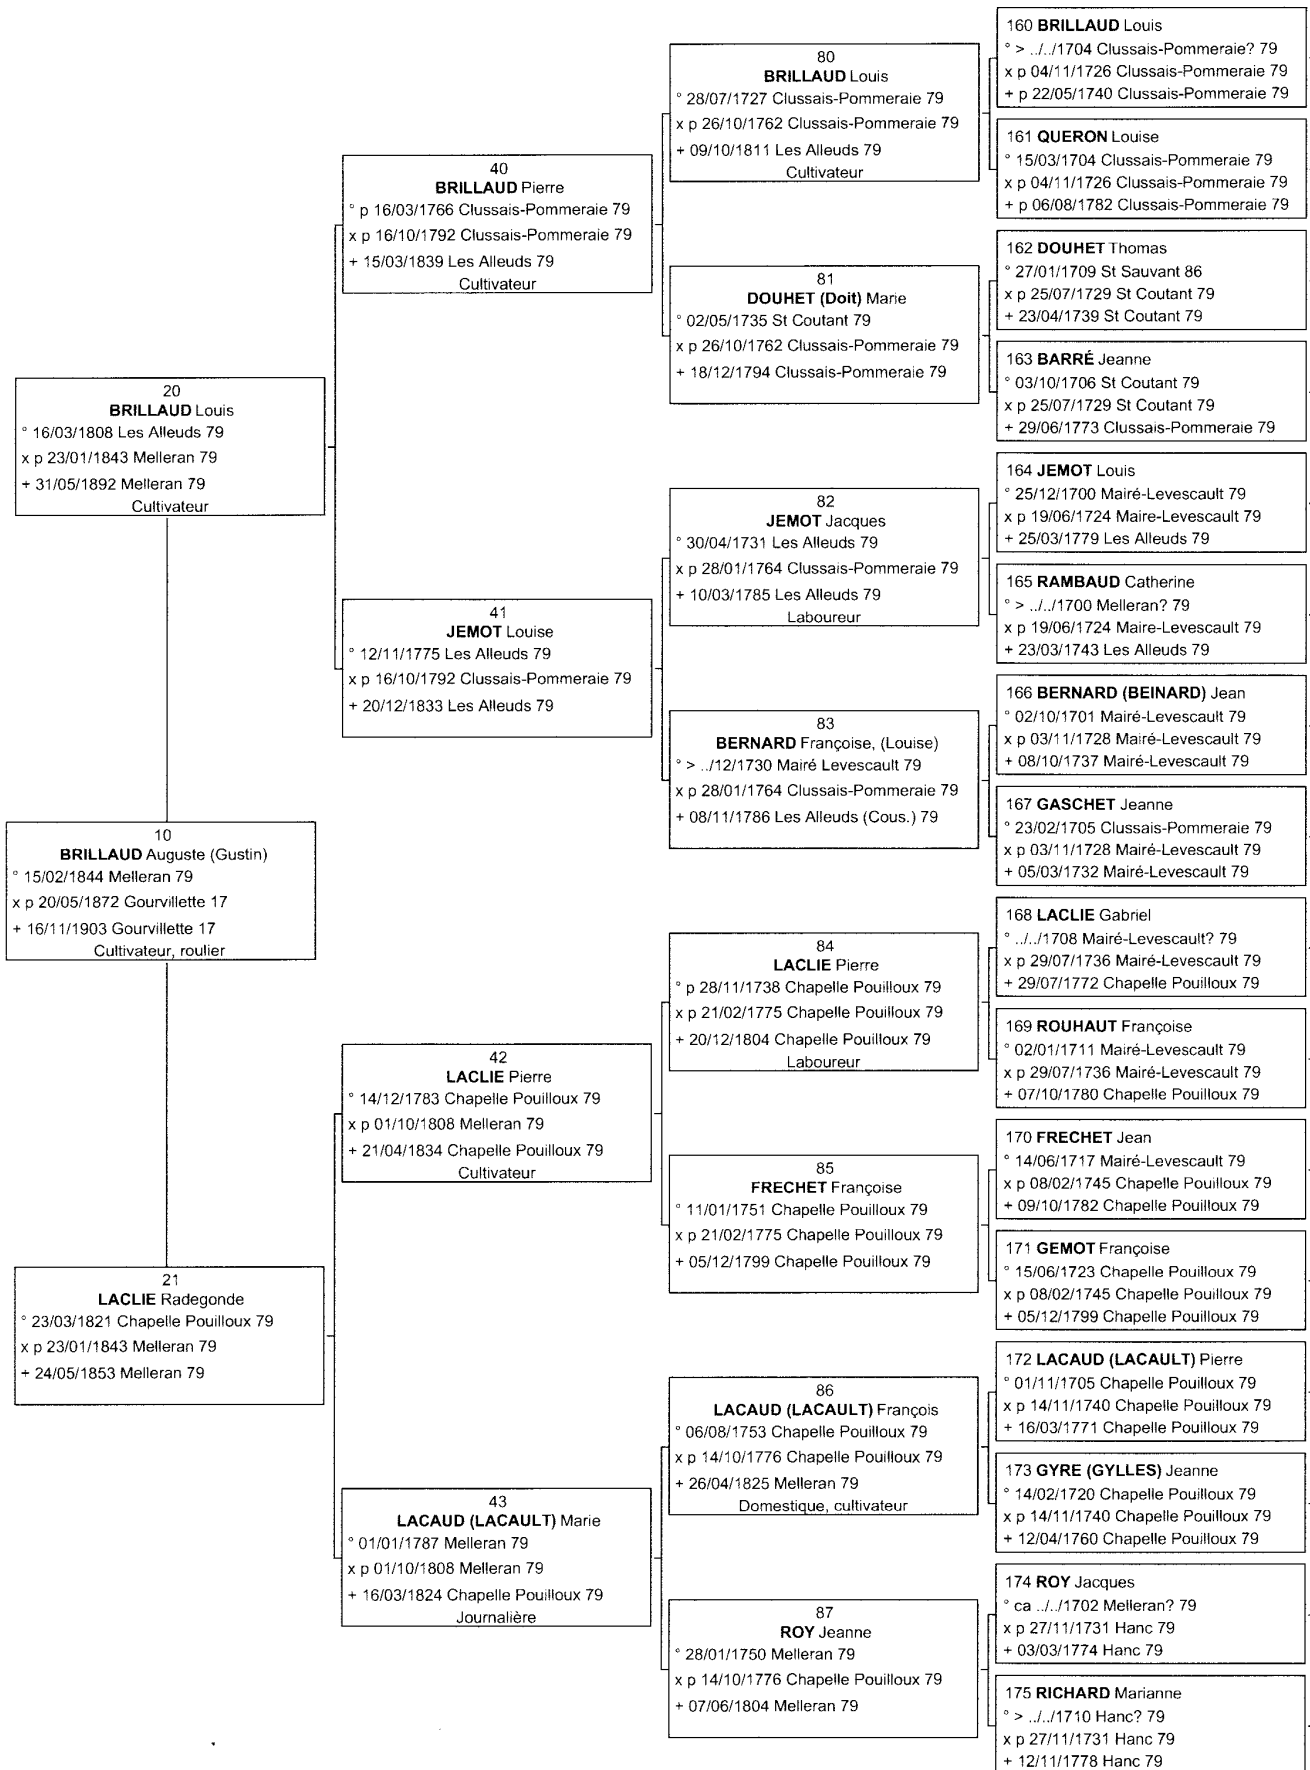 10
BRILLAUD Auguste (Gustin)
° 15/02/1844 Melleran 79
x p 20/05/1872 Gourvillette 17
+ 16/11/1903 Gourvillette 17
Cultivateur, roulier
20
BRILLAUD Louis
° 16/03/1808 Les Alleuds 79
x p 23/01/1843 Melleran 79
+ 31/05/1892 Melleran 79
Cultivateur
21
LACLIE Radegonde
° 23/03/1821 Chapelle Pouilloux 79
x p 23/01/1843 Melleran 79
+ 24/05/1853 Melleran 79
40
BRILLAUD Pierre
° p 16/03/1766 Clussais-Pommeraie 79
x p 16/10/1792 Clussais-Pommeraie 79
+ 15/03/1839 Les Alleuds 79
Cultivateur
41
JEMOT Louise
° 12/11/1775 Les Alleuds 79
x p 16/10/1792 Clussais-Pommeraie 79
+ 20/12/1833 Les Alleuds 79
42
LACLIE Pierre
° 14/12/1783 Chapelle Pouilloux 79
x p 01/10/1808 Melleran 79
+ 21/04/1834 Chapelle Pouilloux 79
Cultivateur
43
LACAUD (LACAULT) Marie
° 01/01/1787 Melleran 79
x p 01/10/1808 Melleran 79
+ 16/03/1824 Chapelle Pouilloux 79
Journalière
80
BRILLAUD Louis
° 28/07/1727 Clussais-Pommeraie 79
x p 26/10/1762 Clussais-Pommeraie 79
+ 09/10/1811 Les Alleuds 79
Cultivateur
81
DOUHET (Doit) Marie
° 02/05/1735 St Coutant 79
x p 26/10/1762 Clussais-Pommeraie 79
+ 18/12/1794 Clussais-Pommeraie 79
82
JEMOT Jacques
° 30/04/1731 Les Alleuds 79
x p 28/01/1764 Clussais-Pommeraie 79
+ 10/03/1785 Les Alleuds 79
Laboureur
83
BERNARD Françoise, (Louise)
° > ../12/1730 Mairé Levescault 79
x p 28/01/1764 Clussais-Pommeraie 79
+ 08/11/1786 Les Alleuds (Cous.) 79
84
LACLIE Pierre
° p 28/11/1738 Chapelle Pouilloux 79
x p 21/02/1775 Chapelle Pouilloux 79
+ 20/12/1804 Chapelle Pouilloux 79
Laboureur
85
FRECHET Françoise
° 11/01/1751 Chapelle Pouilloux 79
x p 21/02/1775 Chapelle Pouilloux 79
+ 05/12/1799 Chapelle Pouilloux 79
86
LACAUD (LACAULT) François
° 06/08/1753 Chapelle Pouilloux 79
x p 14/10/1776 Chapelle Pouilloux 79
+ 26/04/1825 Melleran 79
Domestique, cultivateur
87
ROY Jeanne
° 28/01/1750 Melleran 79
x p 14/10/1776 Chapelle Pouilloux 79
+ 07/06/1804 Melleran 79
160 BRILLAUD Louis
° > ../../1704 Clussais-Pommeraie? 79
x p 04/11/1726 Clussais-Pommeraie 79
+ p 22/05/1740 Clussais-Pommeraie 79
161 QUERON Louise
° 15/03/1704 Clussais-Pommeraie 79
x p 04/11/1726 Clussais-Pommeraie 79
+ p 06/08/1782 Clussais-Pommeraie 79
162 DOUHET Thomas
° 27/01/1709 St Sauvant 86
x p 25/07/1729 St Coutant 79
+ 23/04/1739 St Coutant 79
163 BARRÉ Jeanne
° 03/10/1706 St Coutant 79
x p 25/07/1729 St Coutant 79
+ 29/06/1773 Clussais-Pommeraie 79
164 JEMOT Louis
° 25/12/1700 Mairé-Levescault 79
x p 19/06/1724 Maire-Levescault 79
+ 25/03/1779 Les Alleuds 79
165 RAMBAUD Catherine
° > ../../1700 Melleran? 79
x p 19/06/1724 Maire-Levescault 79
+ 23/03/1743 Les Alleuds 79
166 BERNARD (BEINARD) Jean
° 02/10/1701 Mairé-Levescault 79
x p 03/11/1728 Mairé-Levescault 79
+ 08/10/1737 Mairé-Levescault 79
167 GASCHET Jeanne
° 23/02/1705 Clussais-Pommeraie 79
x p 03/11/1728 Mairé-Levescault 79
+ 05/03/1732 Mairé-Levescault 79
168 LACLIE Gabriel
° ../../1708 Mairé-Levescault? 79
x p 29/07/1736 Mairé-Levescault 79
+ 29/07/1772 Chapelle Pouilloux 79
169 ROUHAUT Françoise
° 02/01/1711 Mairé-Levescault 79
x p 29/07/1736 Mairé-Levescault 79
+ 07/10/1780 Chapelle Pouilloux 79
170 FRECHET Jean
° 14/06/1717 Mairé-Levescault 79
x p 08/02/1745 Chapelle Pouilloux 79
+ 09/10/1782 Chapelle Pouilloux 79
171 GEMOT Françoise
° 15/06/1723 Chapelle Pouilloux 79
x p 08/02/1745 Chapelle Pouilloux 79
+ 05/12/1799 Chapelle Pouilloux 79
172 LACAUD (LACAULT) Pierre
° 01/11/1705 Chapelle Pouilloux 79
x p 14/11/1740 Chapelle Pouilloux 79
+ 16/03/1771 Chapelle Pouilloux 79
173 GYRE (GYLLES) Jeanne
° 14/02/1720 Chapelle Pouilloux 79
x p 14/11/1740 Chapelle Pouilloux 79
+ 12/04/1760 Chapelle Pouilloux 79
174 ROY Jacques
° ca ../../1702 Melleran? 79
x p 27/11/1731 Hanc 79
+ 03/03/1774 Hanc 79
175 RICHARD Marianne
° > ../../1710 Hanc? 79
x p 27/11/1731 Hanc 79
+ 12/11/1778 Hanc 79